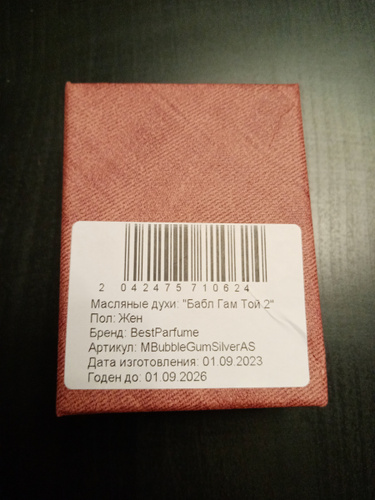 2 042475 710624
Масляные духи: "Бабл Гам Той 2"
Пол: Жен
Бренд: BestParfume
Артикул: MBubbleGumSilverAS
Дата изготовления: 01.09.2023
Годен до: 01.09.2026